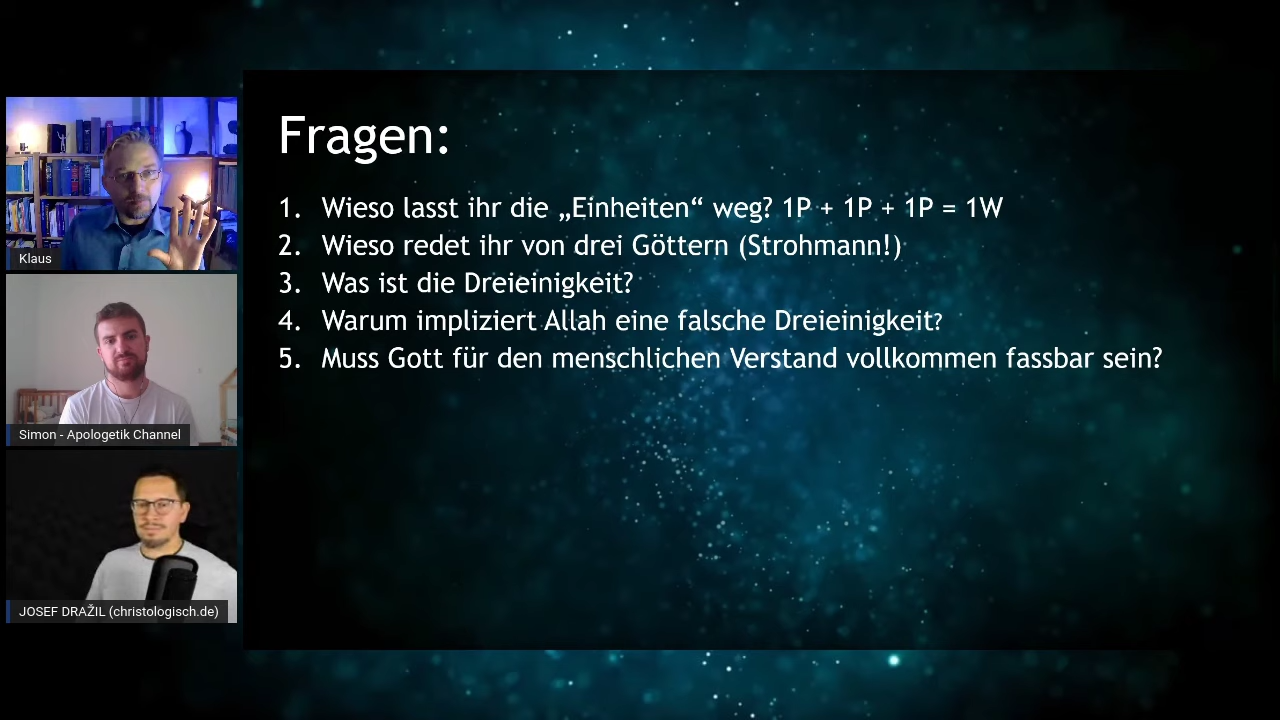 Fragen:
1. Wieso lasst ihr die „Einheiten“ weg? 1P + 1P + 1P = 1W
2. Wieso redet ihr von drei Göttern (Strohmann!)
3. Was ist die Dreieinigkeit?
4. Warum impliziert Allah eine falsche Dreieinigkeit?
5. Muss Gott für den menschlichen Verstand vollkommen fassbar sein?
Klaus
Simon - Apologetik Channel
JOSEF DRAŽIL (christologisch.de)